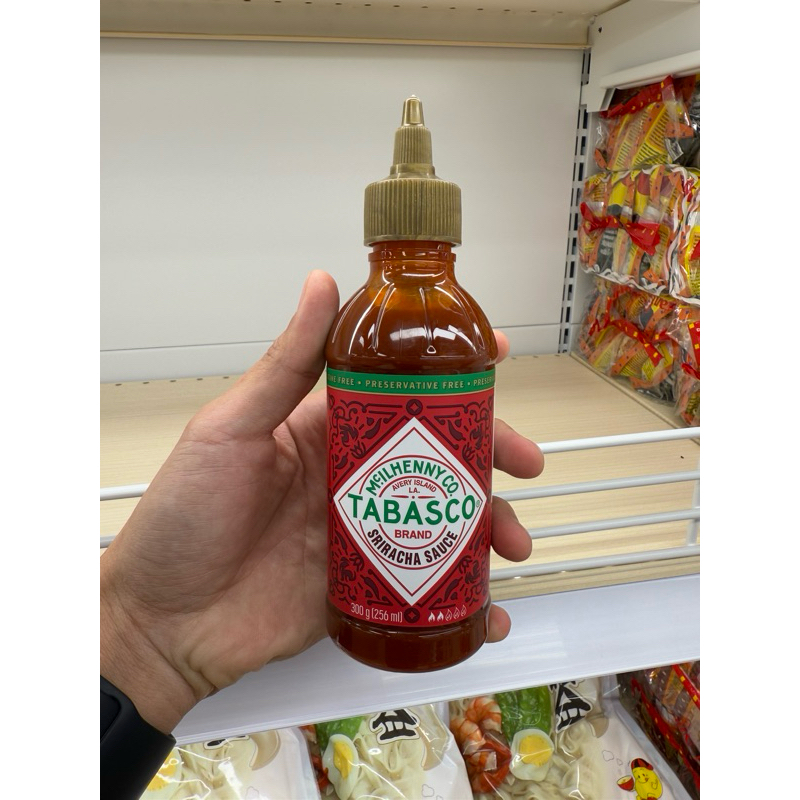 PRESERVATIVE FREE
McILHENNY CO.
AVERY ISLAND
LA.
TABASCO®
BRAND
SRIRACHA SAUCE
300 g (256 ml)